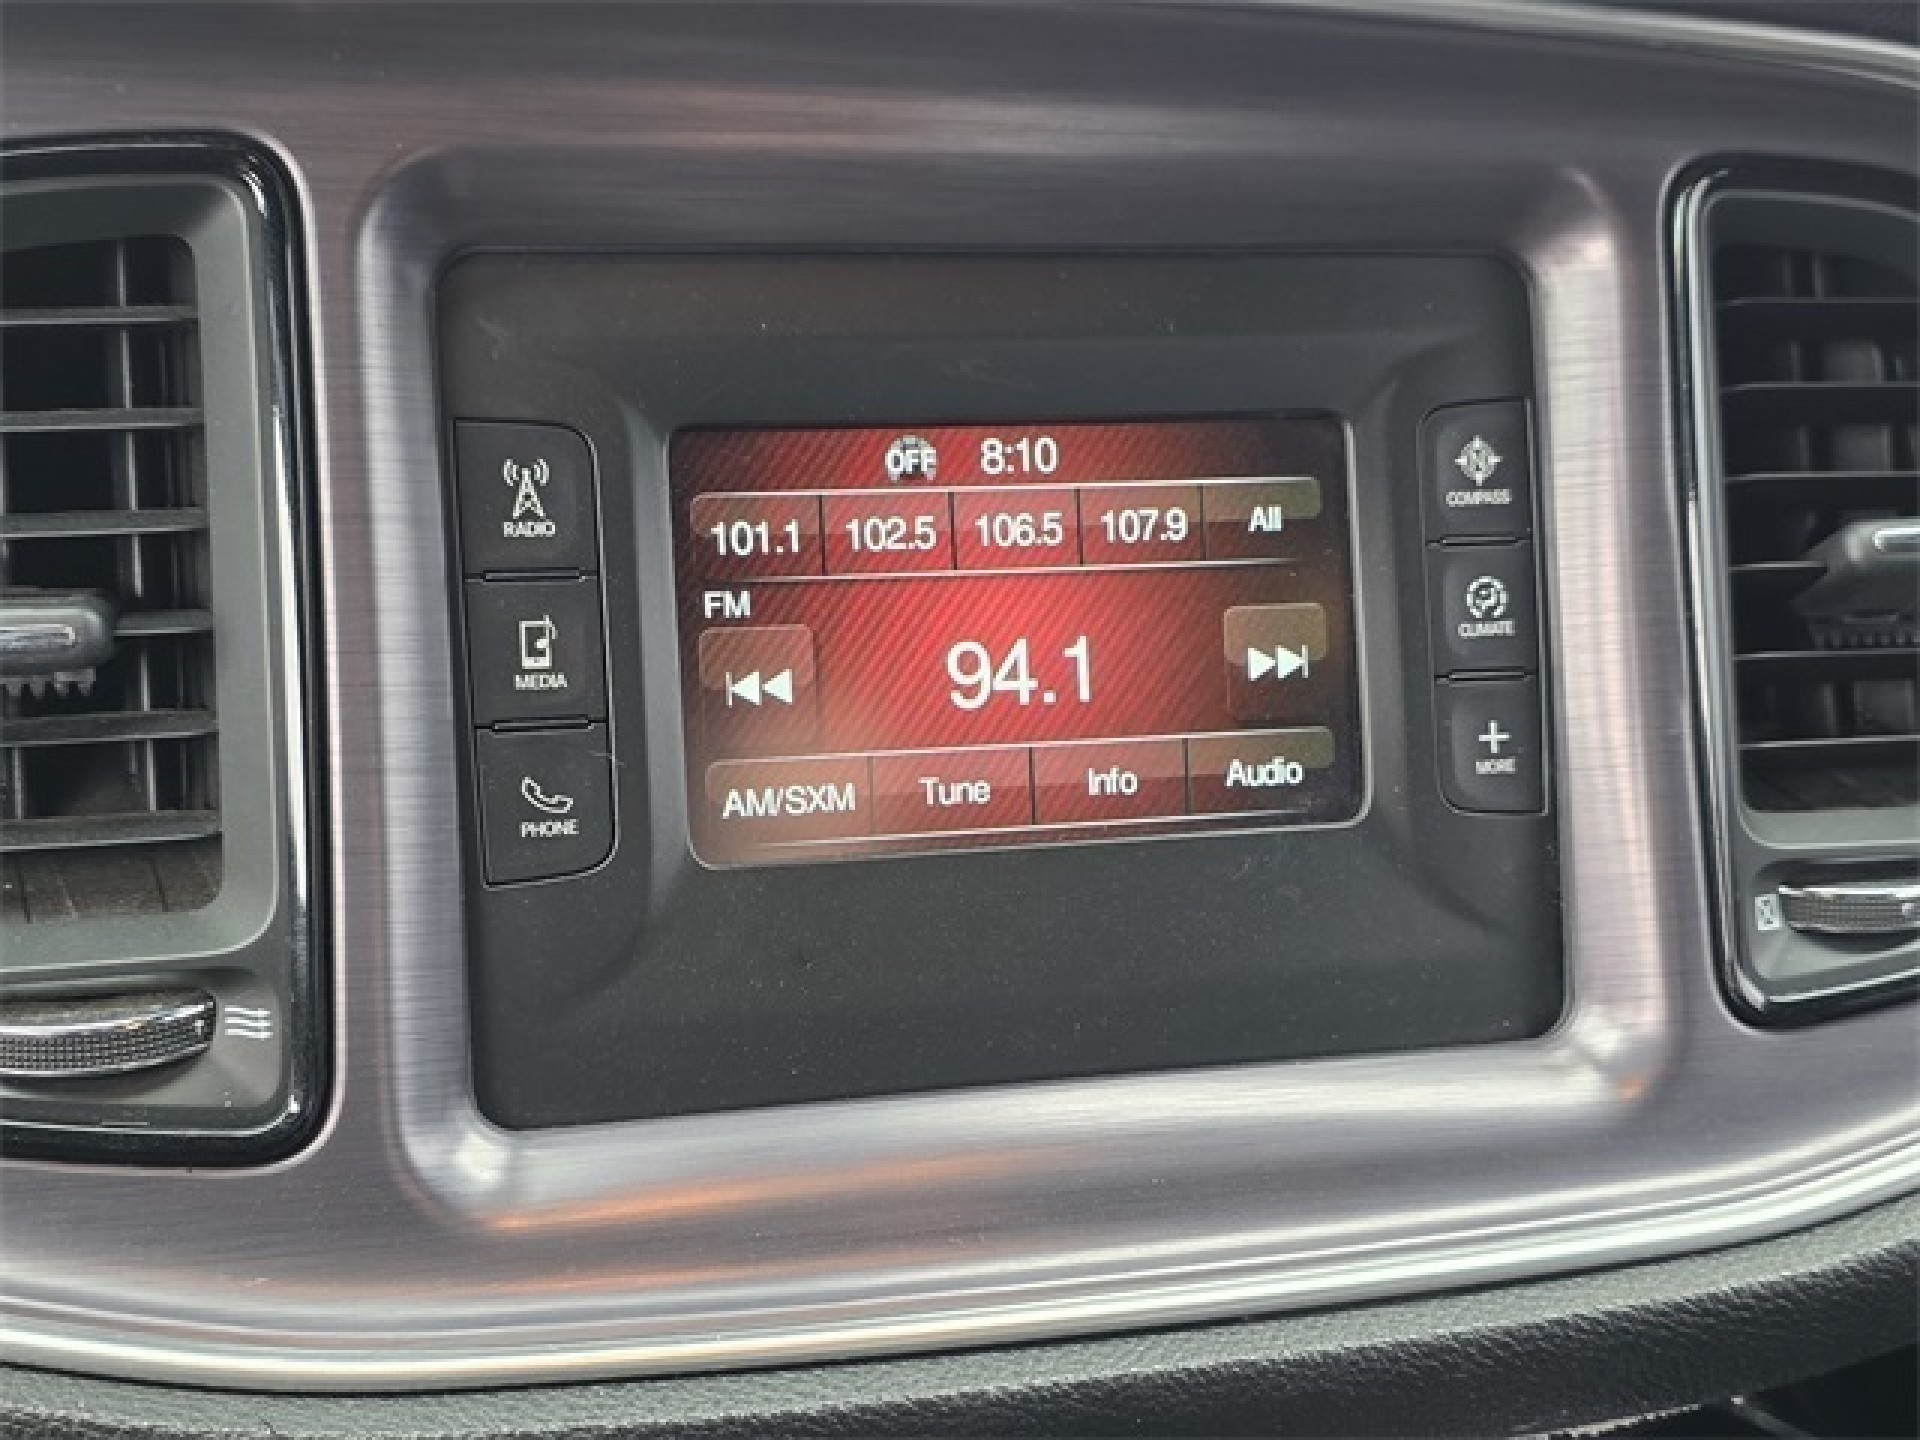 OFF 8:10
101.1 102.5 106.5 107.9 All
FM
94.1
AM/SXM Tune Info Audio
RADIO
MEDIA
PHONE
N
COMPASS
CLIMATE
MORE